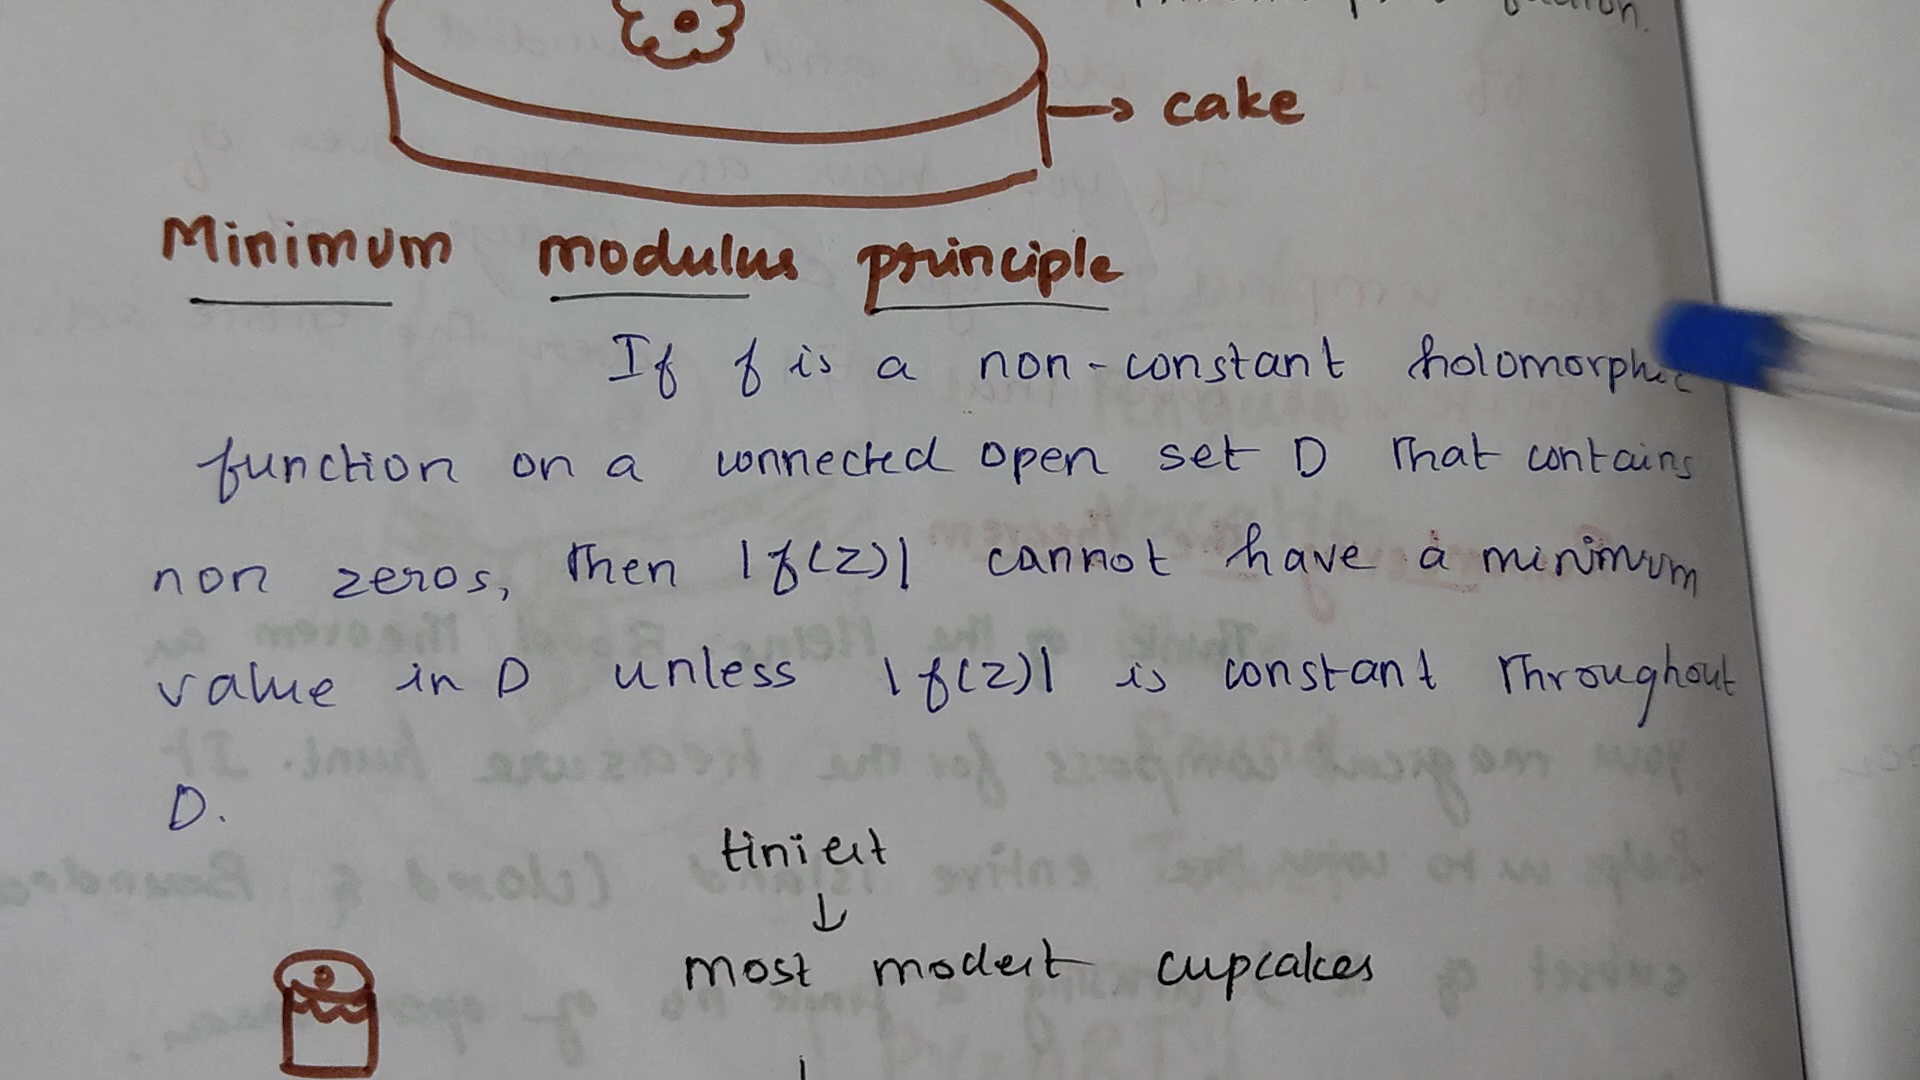 cake
Minimum modulus principle
If f is a non-constant holomorphic
function on a connected open set D that contains
non zeros, then |f(z)| cannot have a minimum
value in D unless |f(z)| is constant throughout
D.
tiniest
↓
most modest cupcakes